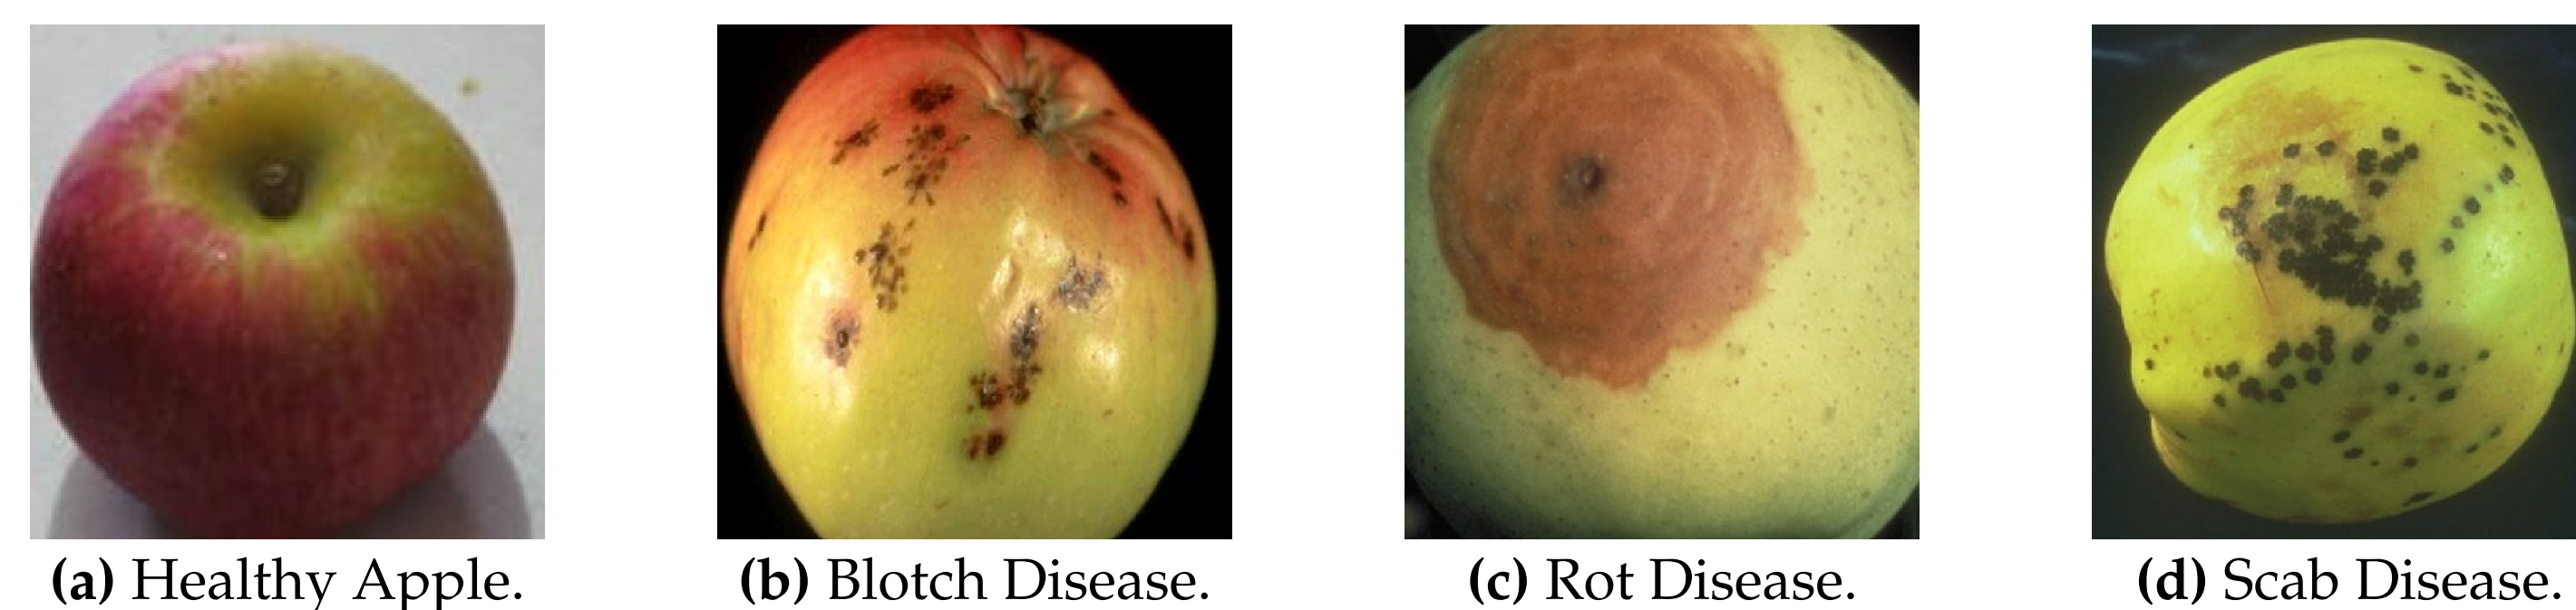 (a) Healthy Apple.
(b) Blotch Disease.
(c) Rot Disease.
(d) Scab Disease.